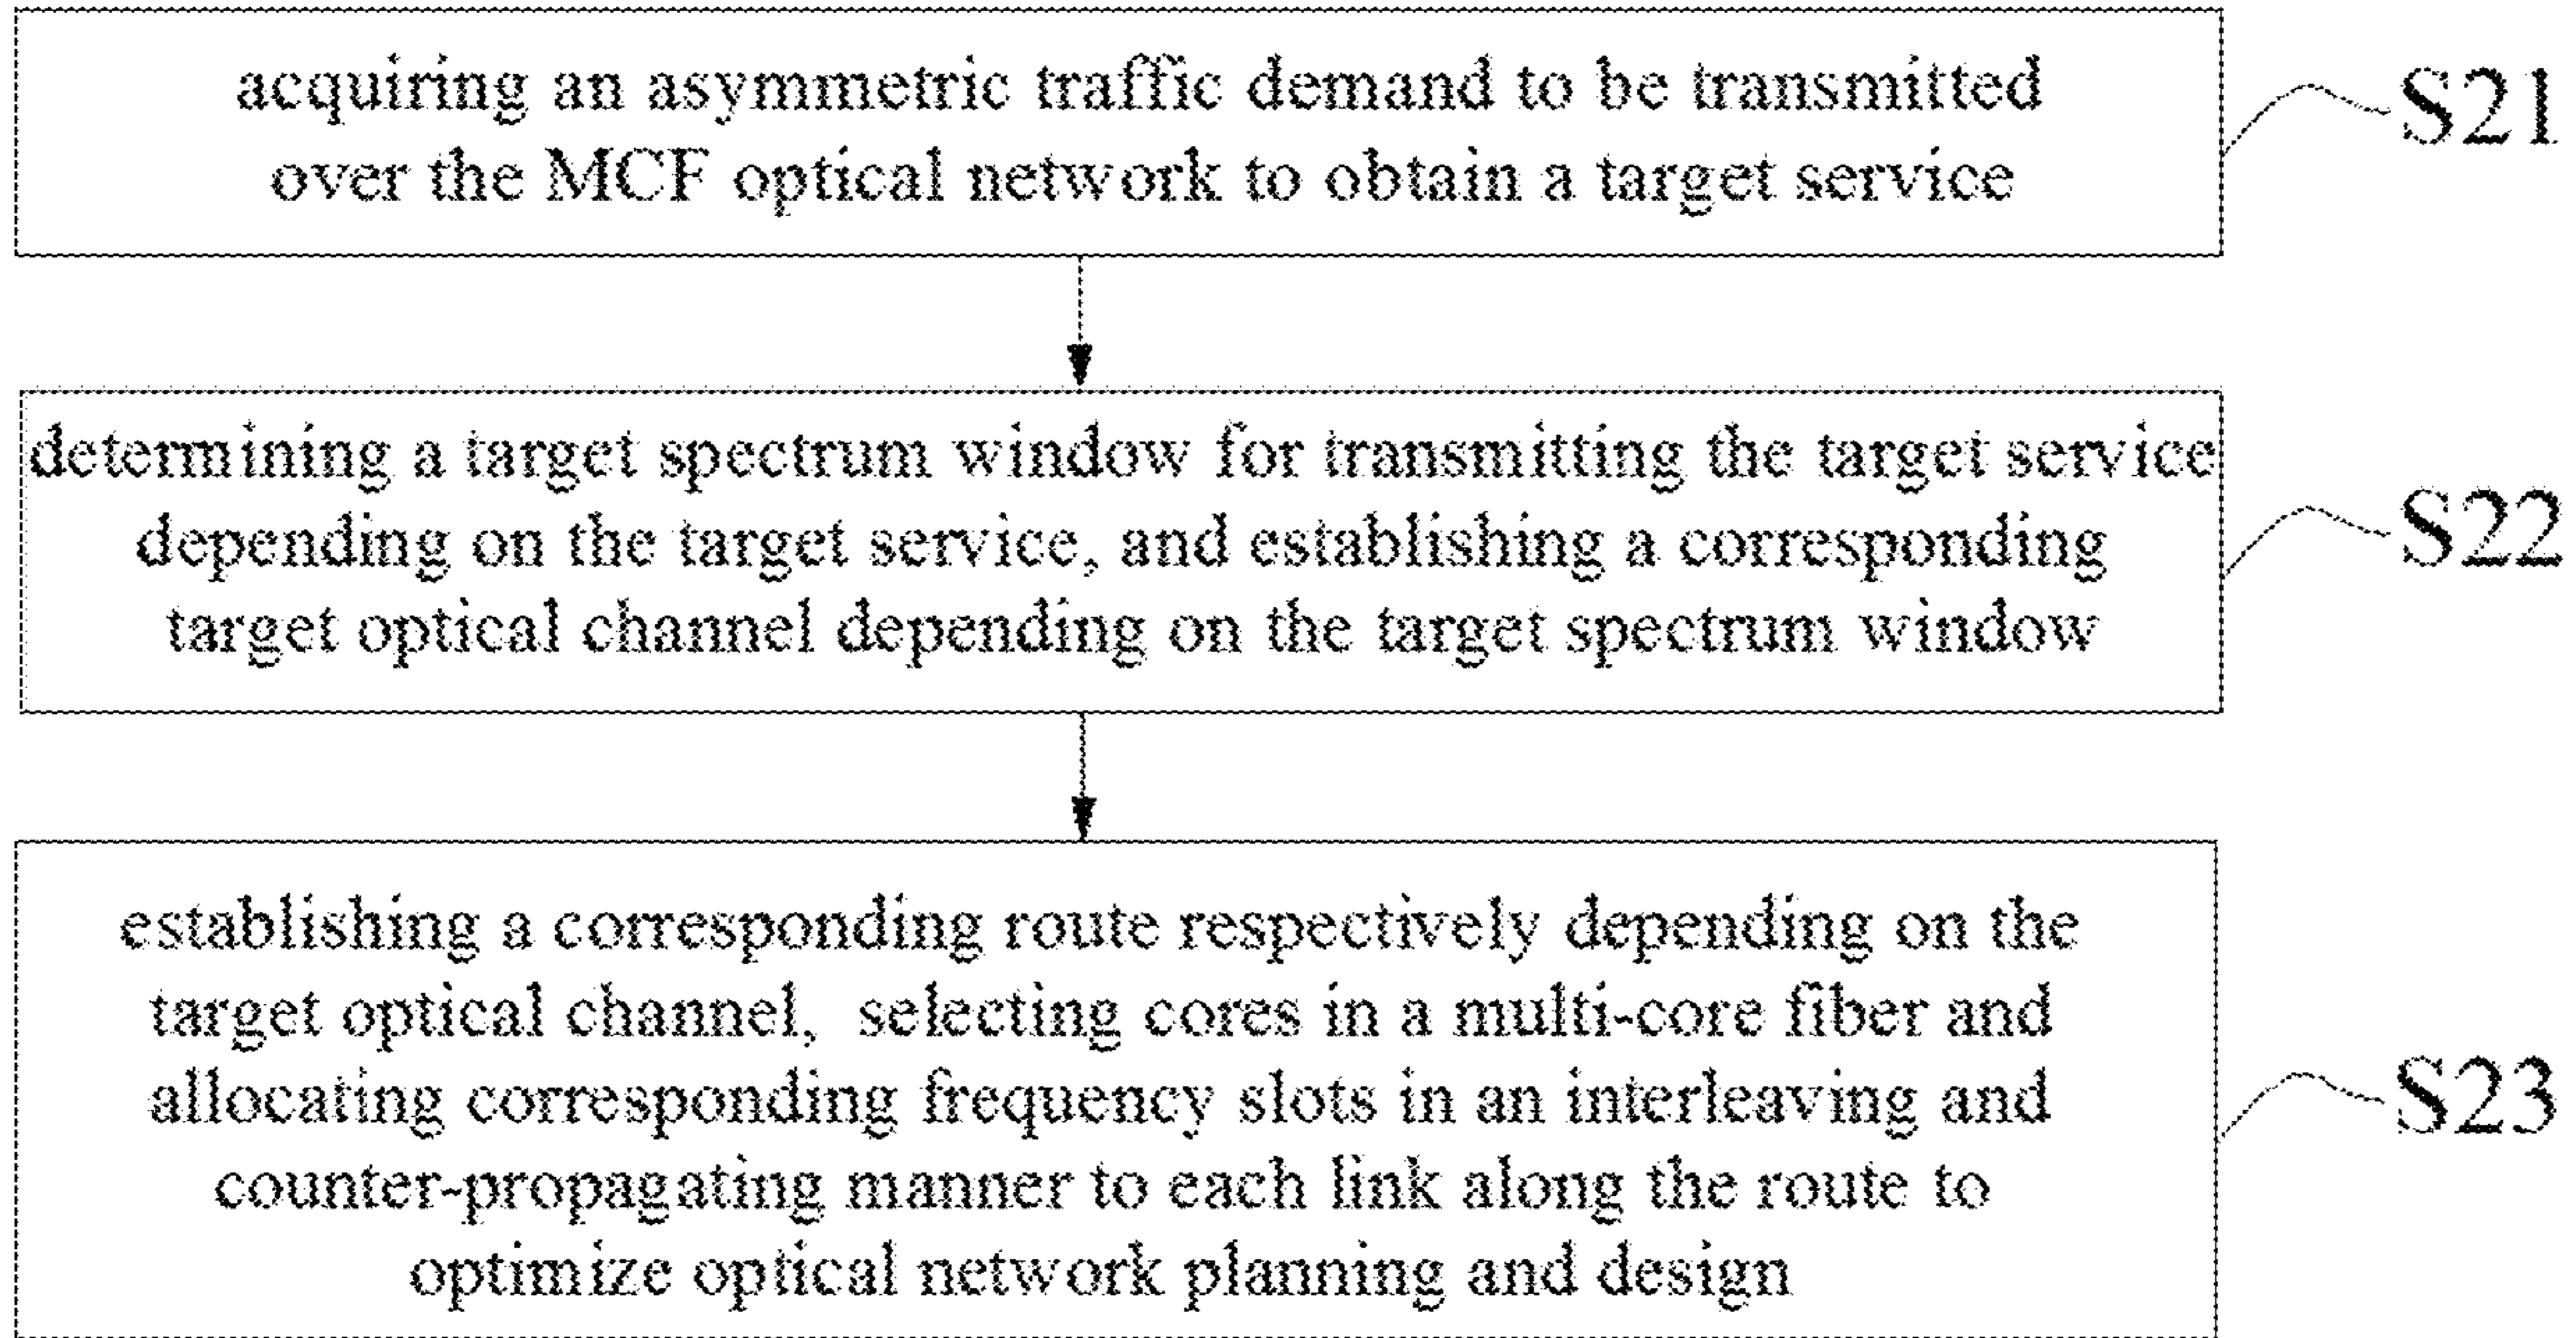 acquiring an asymmetric traffic demand to be transmitted
over the MCF optical network to obtain a target service
S21
determining a target spectrum window for transmitting the target service
depending on the target service, and establishing a corresponding
target optical channel depending on the target spectrum window
S22
establishing a corresponding route respectively depending on the
target optical channel, selecting cores in a multi-core fiber and
allocating corresponding frequency slots in an interleaving and
counter-propagating manner to each link along the route to
optimize optical network planning and design
S23